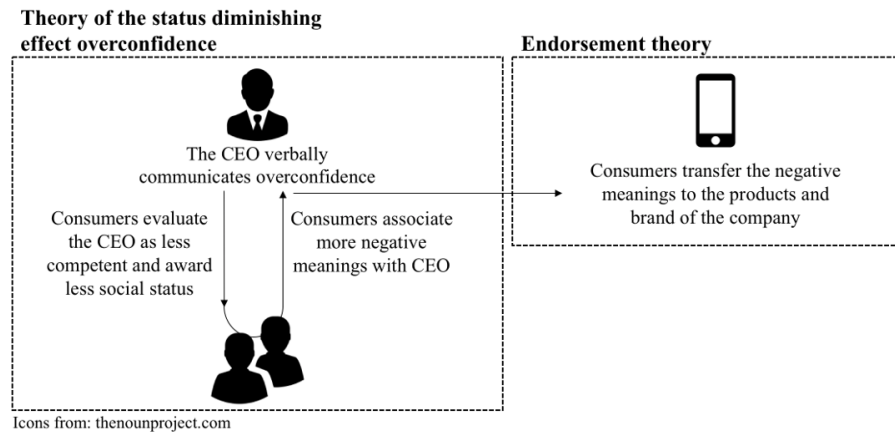 Theory of the status diminishing
effect overconfidence
Endorsement theory
The CEO verbally
communicates overconfidence
Consumers evaluate
the CEO as less
competent and award
less social status
Consumers associate
more negative
meanings with CEO
Consumers transfer the negative
meanings to the products and
brand of the company
Icons from: thenounproject.com